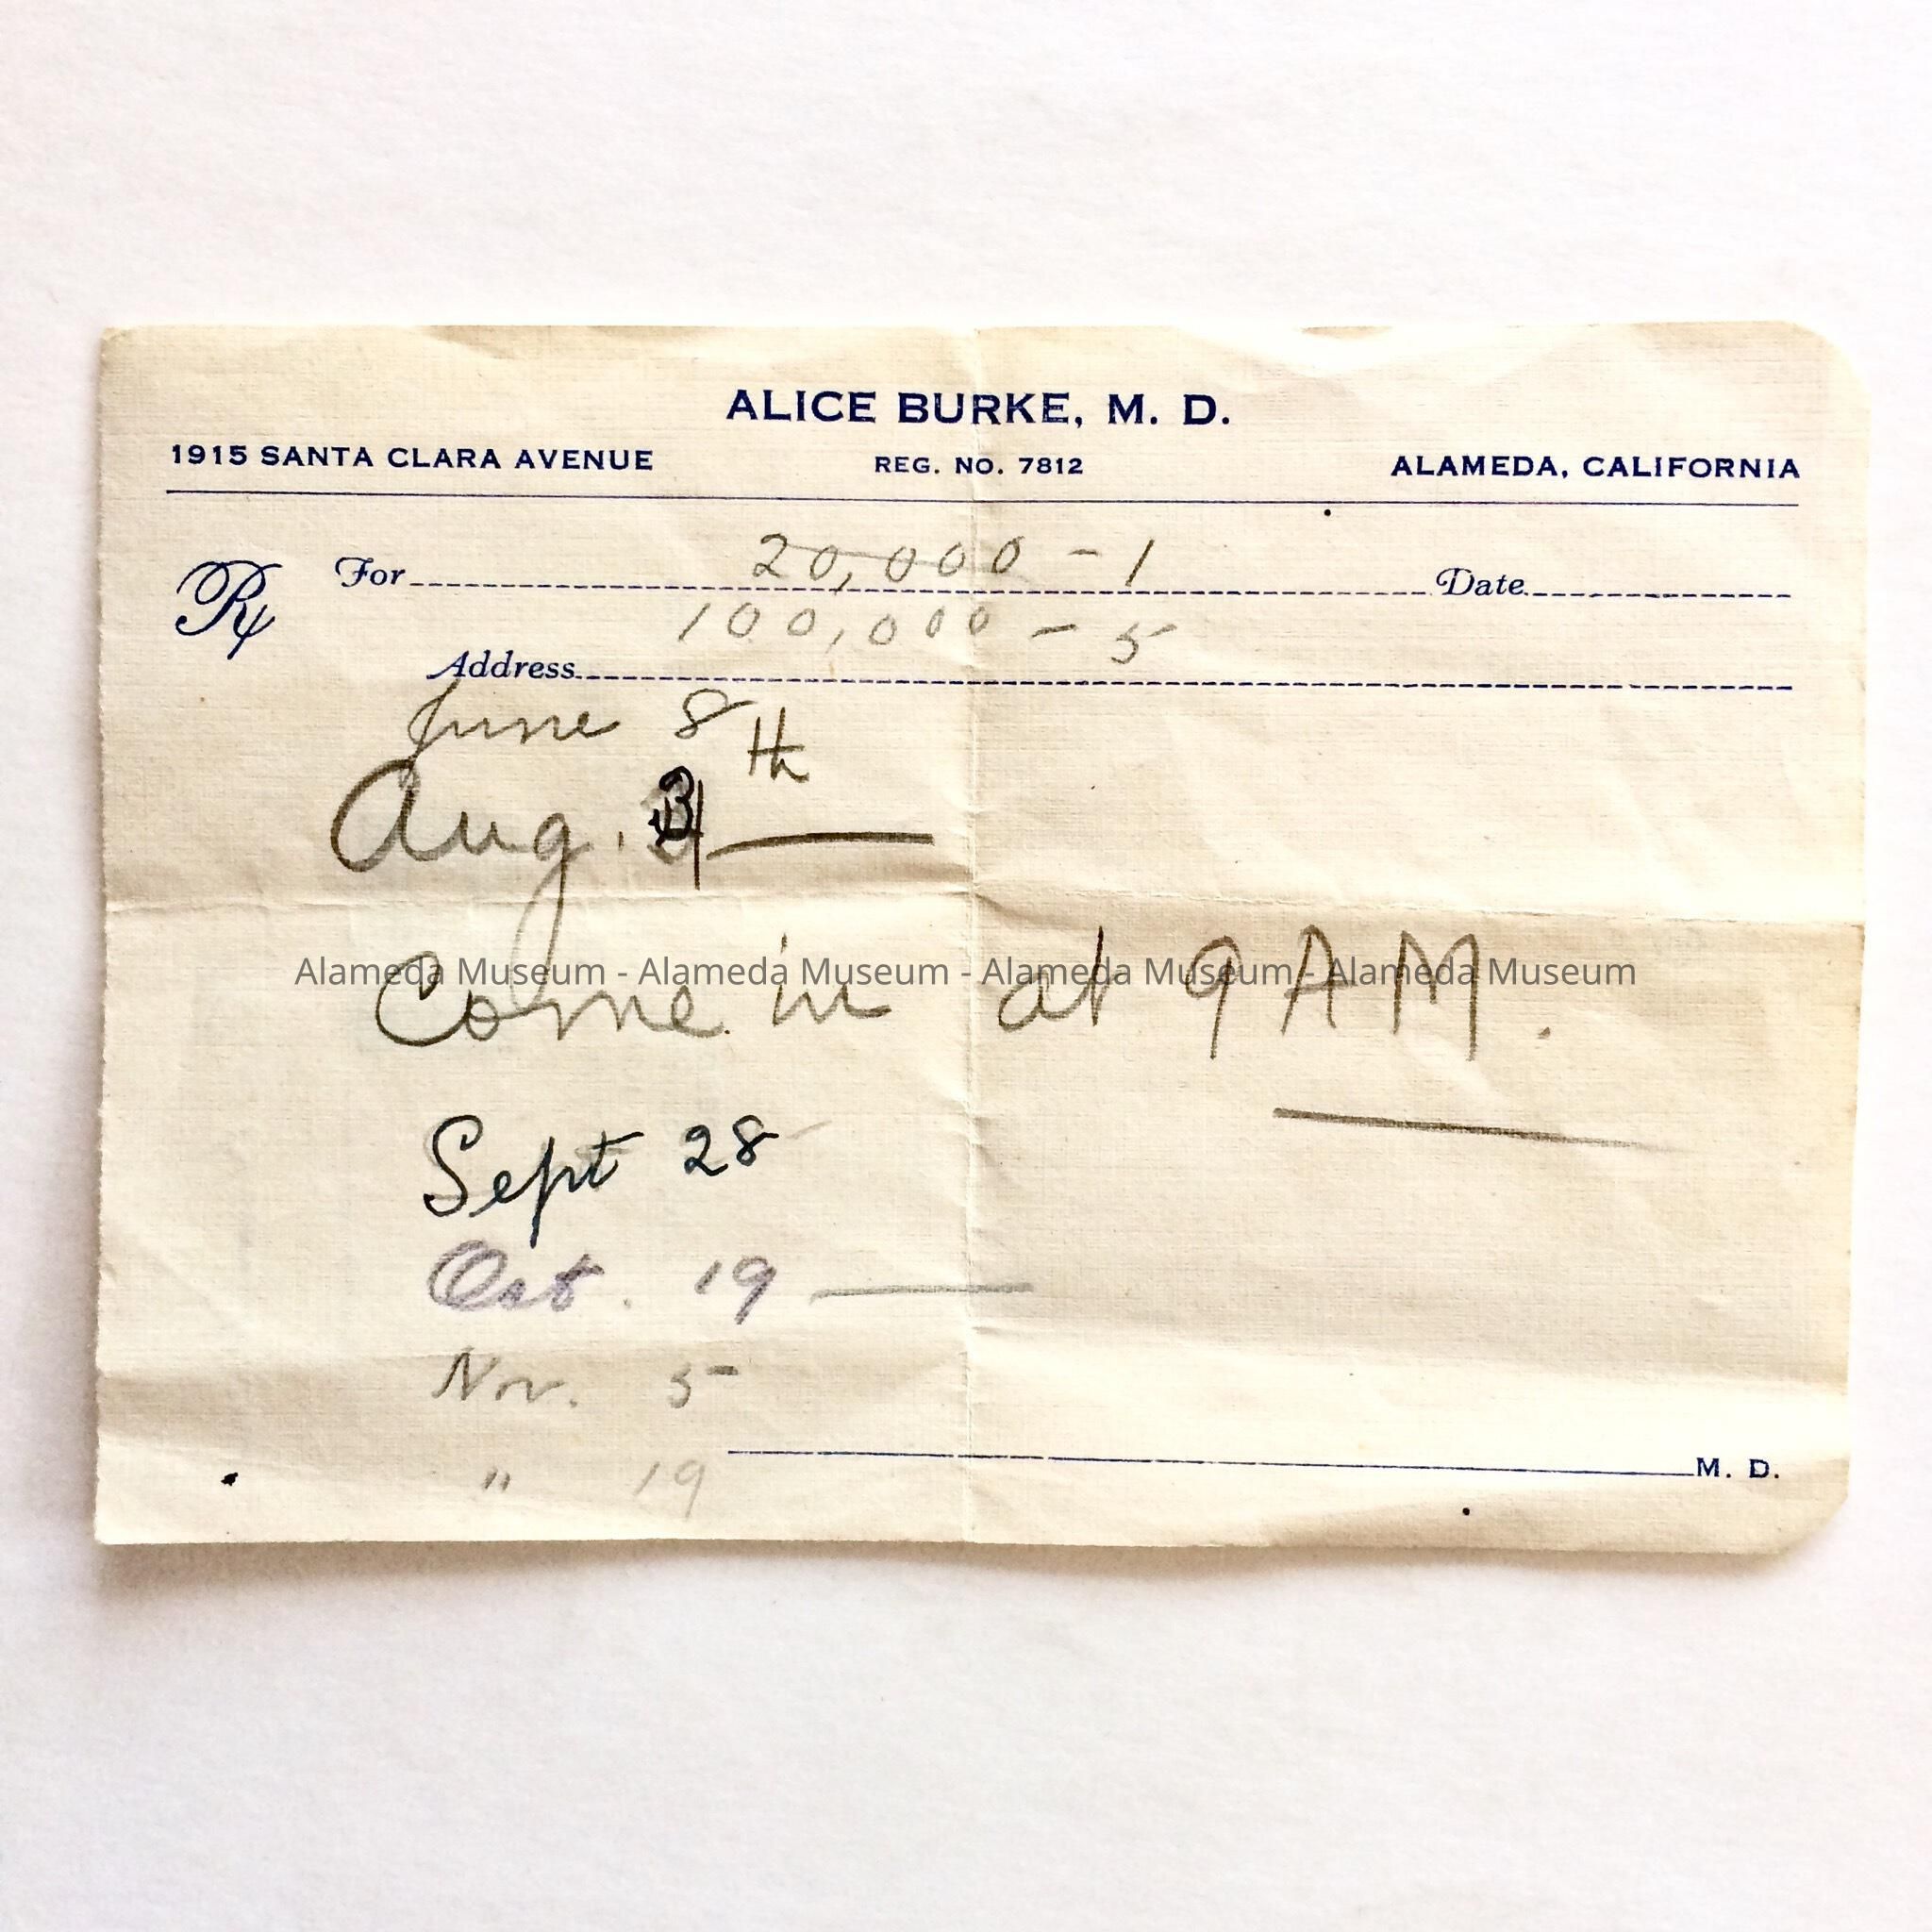 ALICE BURKE, M. D.
1915 SANTA CLARA AVENUE REG. NO. 7812 ALAMEDA, CALIFORNIA
Rx For 20,000 - 1 Date
100,000 - 5
Address
June 8th
Aug.
Alameda Museum - Alameda Museum - Alameda Museum - Alameda Museum
Come in at 9 AM.
Sept 28
Oct. 19
Nov. 5
" 19
M. D.